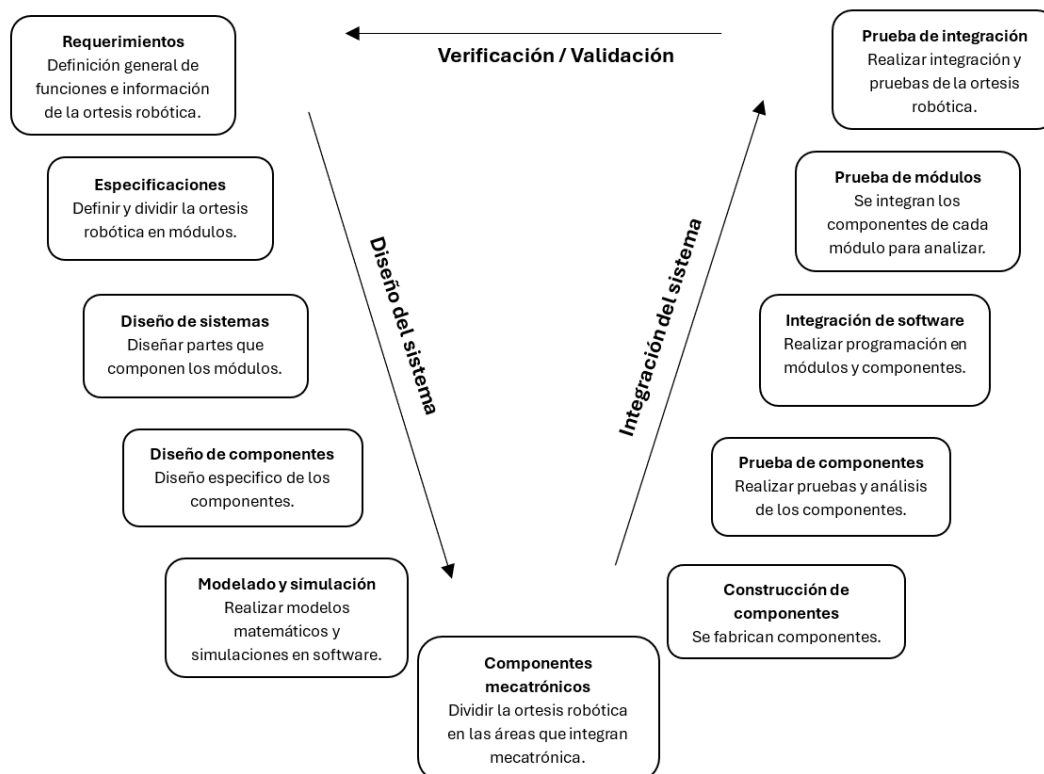 Requerimientos
Definición general de
funciones e información
de la ortesis robótica.
Especificaciones
Definir y dividir la ortesis
robótica en módulos.
Diseño de sistemas
Diseñar partes que
componen los módulos.
Diseño de componentes
Diseño especifico de los
componentes.
Modelado y simulación
Realizar modelos
matemáticos y
simulaciones en software.
Diseño del sistema
Componentes
mecatrónicos
Dividir la ortesis robótica
en las áreas que integran
mecatrónica.
Construcción de
componentes
Se fabrican componentes.
Prueba de componentes
Realizar pruebas y análisis
de los componentes.
Integración de software
Realizar programación en
módulos y componentes.
Prueba de módulos
Se integran los
componentes de cada
módulo para analizar.
Prueba de integración
Realizar integración y
pruebas de la ortesis
robótica.
Integración del sistema
Verificación / Validación